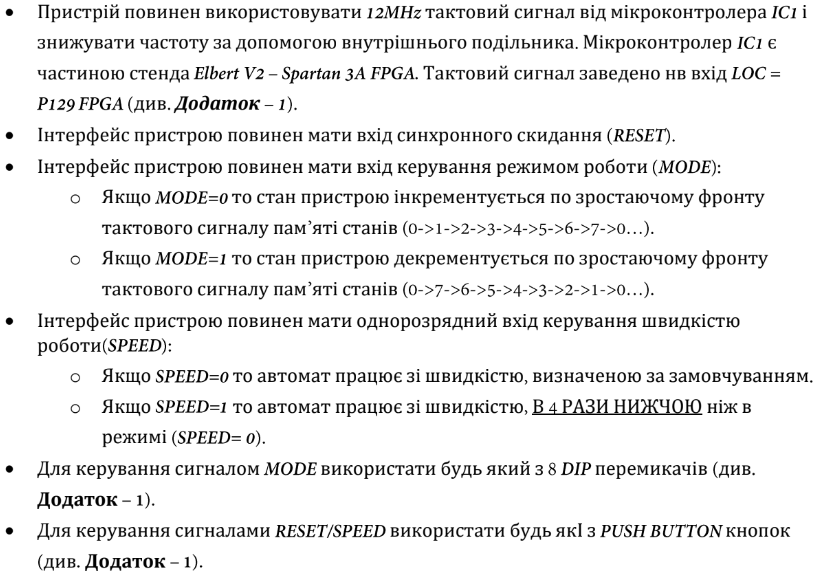 • Пристрій повинен використовувати 12MHz тактовий сигнал від мікроконтролера IC1 і
знижувати частоту за допомогою внутрішнього подільника. Мікроконтролер IC1 є
частиною стенда Elbert V2 – Spartan 3A FPGA. Тактовий сигнал заведено нв вхід LOC =
P129 FPGA (див. Додаток – 1).
• Інтерфейс пристрою повинен мати вхід синхронного скидання (RESET).
• Інтерфейс пристрою повинен мати вхід керування режимом роботи (MODE):
o Якщо MODE=0 то стан пристрою інкрементується по зростаючому фронту
тактового сигналу пам’яті станів (0->1->2->3->4->5->6->7->0…).
o Якщо MODE=1 то стан пристрою декрементується по зростаючому фронту
тактового сигналу пам’яті станів (0->7->6->5->4->3->2->1->0…).
• Інтерфейс пристрою повинен мати однорозрядний вхід керування швидкістю
роботи(SPEED):
o Якщо SPEED=0 то автомат працює зі швидкістю, визначеною за замовчуванням.
o Якщо SPEED=1 то автомат працює зі швидкістю, В 4 РАЗИ НИЖЧОЮ ніж в
режимі (SPEED= 0).
• Для керування сигналом MODE використати будь який з 8 DIP перемикачів (див.
Додаток – 1).
• Для керування сигналами RESET/SPEED використати будь якІ з PUSH BUTTON кнопок
(див. Додаток – 1).